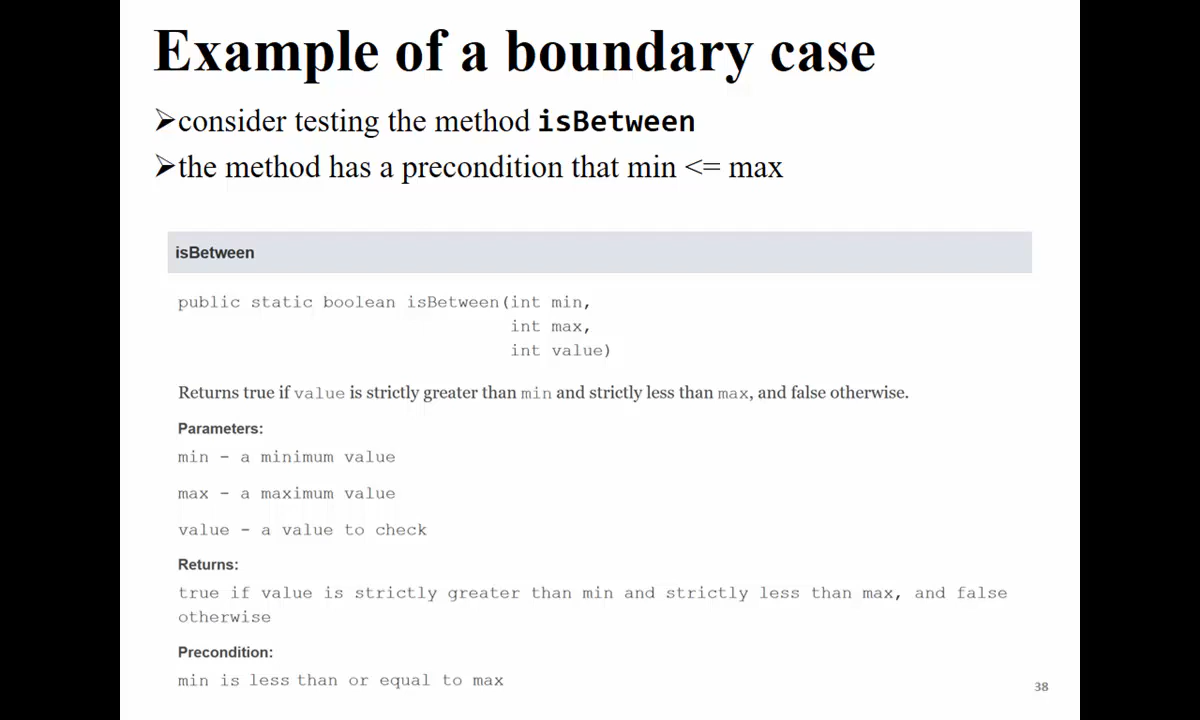 Example of a boundary case
➢consider testing the method isBetween
➢the method has a precondition that min <= max
isBetween
public static boolean isBetween(int min,
int max,
int value)
Returns true if value is strictly greater than min and strictly less than max, and false otherwise.
Parameters:
min - a minimum value
max - a maximum value
value - a value to check
Returns:
true if value is strictly greater than min and strictly less than max, and false
otherwise
Precondition:
min is less than or equal to max
38